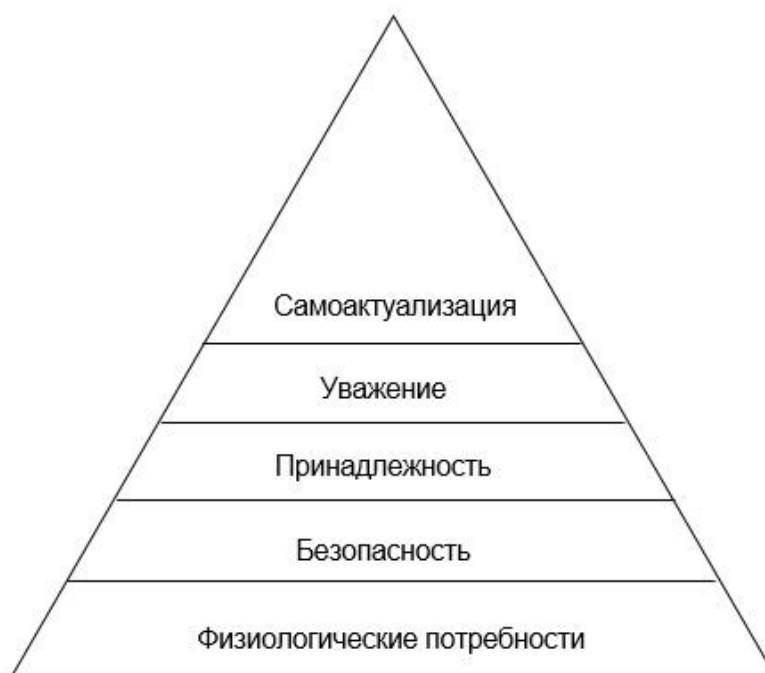 Самоактуализация
Уважение
Принадлежность
Безопасность
Физиологические потребности